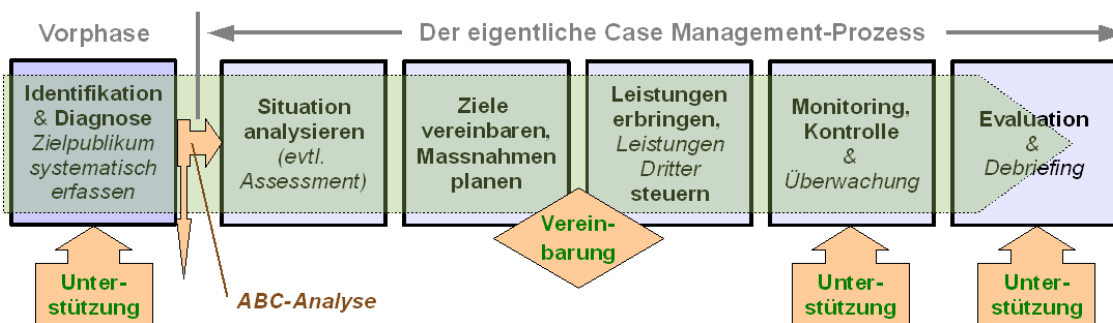 Vorphase
Der eigentliche Case Management-Prozess
Identifikation
& Diagnose
Zielpublikum
systematisch
erfassen
Situation
analysieren
(evtl.
Assessment)
Ziele
vereinbaren,
Massnahmen
planen
Leistungen
erbringen,
Leistungen
Dritter
steuern
Monitoring,
Kontrolle
&
Überwachung
Evaluation
&
Debriefing
Verein-
barung
Unter-
stützung
ABC-Analyse
Unter-
stützung
Unter-
stützung